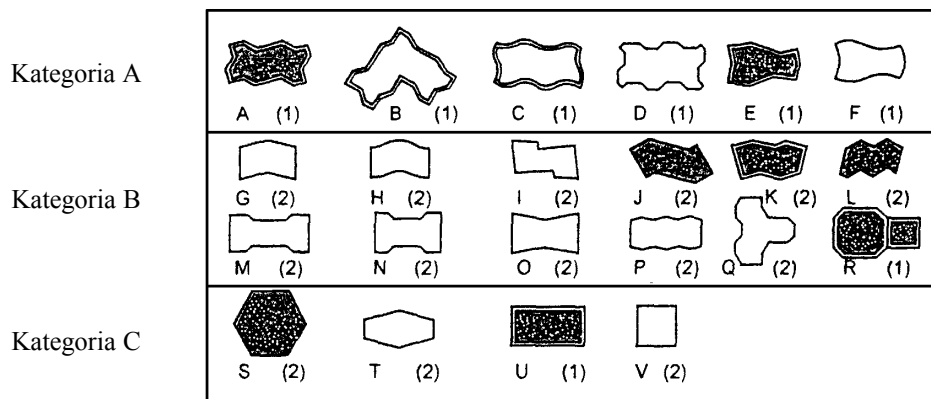 Kategoria A
A (1) B (1) C (1) D (1) E (1) F (1)
Kategoria B
G (2) H (2) I (2) J (2) K (2) L (2)
M (2) N (2) O (2) P (2) Q (2) R (1)
Kategoria C
S (2) T (2) U (1) V (2)